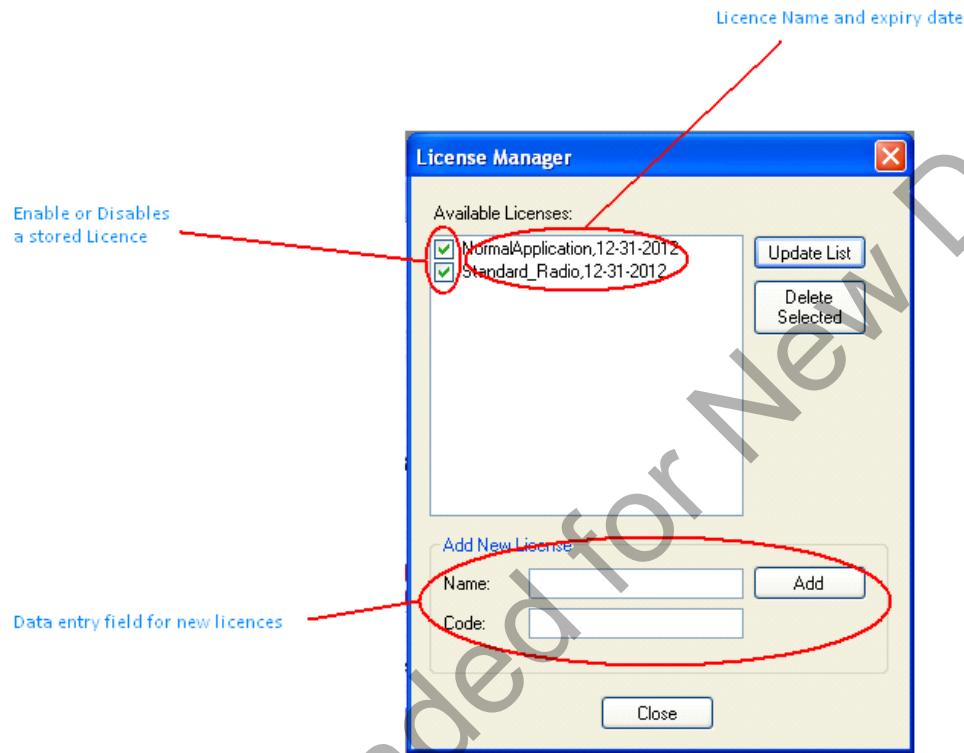 Licence Name and expiry date
License Manager
Enable or Disables
a stored Licence
Available Licenses:
NormalApplication,12-31-2012
Standard_Radio,12-31-2012
Update List
Delete
Selected
Add New License
Name:
Add
Code:
Data entry field for new licences
Close
ded for New D